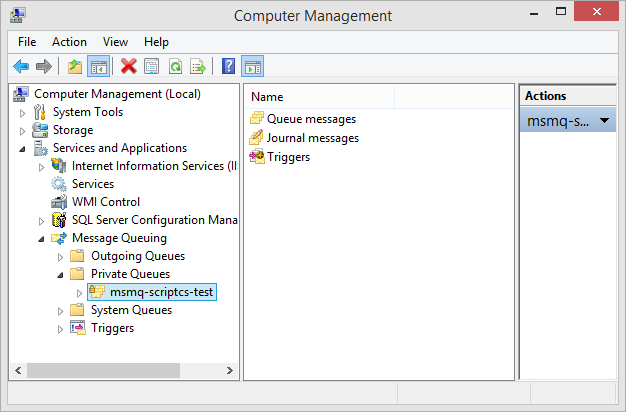 Computer Management
File Action View Help
Computer Management (Local)
System Tools
Storage
Services and Applications
Internet Information Services (II
Services
WMI Control
SQL Server Configuration Mana
Message Queuing
Outgoing Queues
Private Queues
msmq-scriptcs-test
System Queues
Triggers
Name
Queue messages
Journal messages
Triggers
Actions
msmq-s...